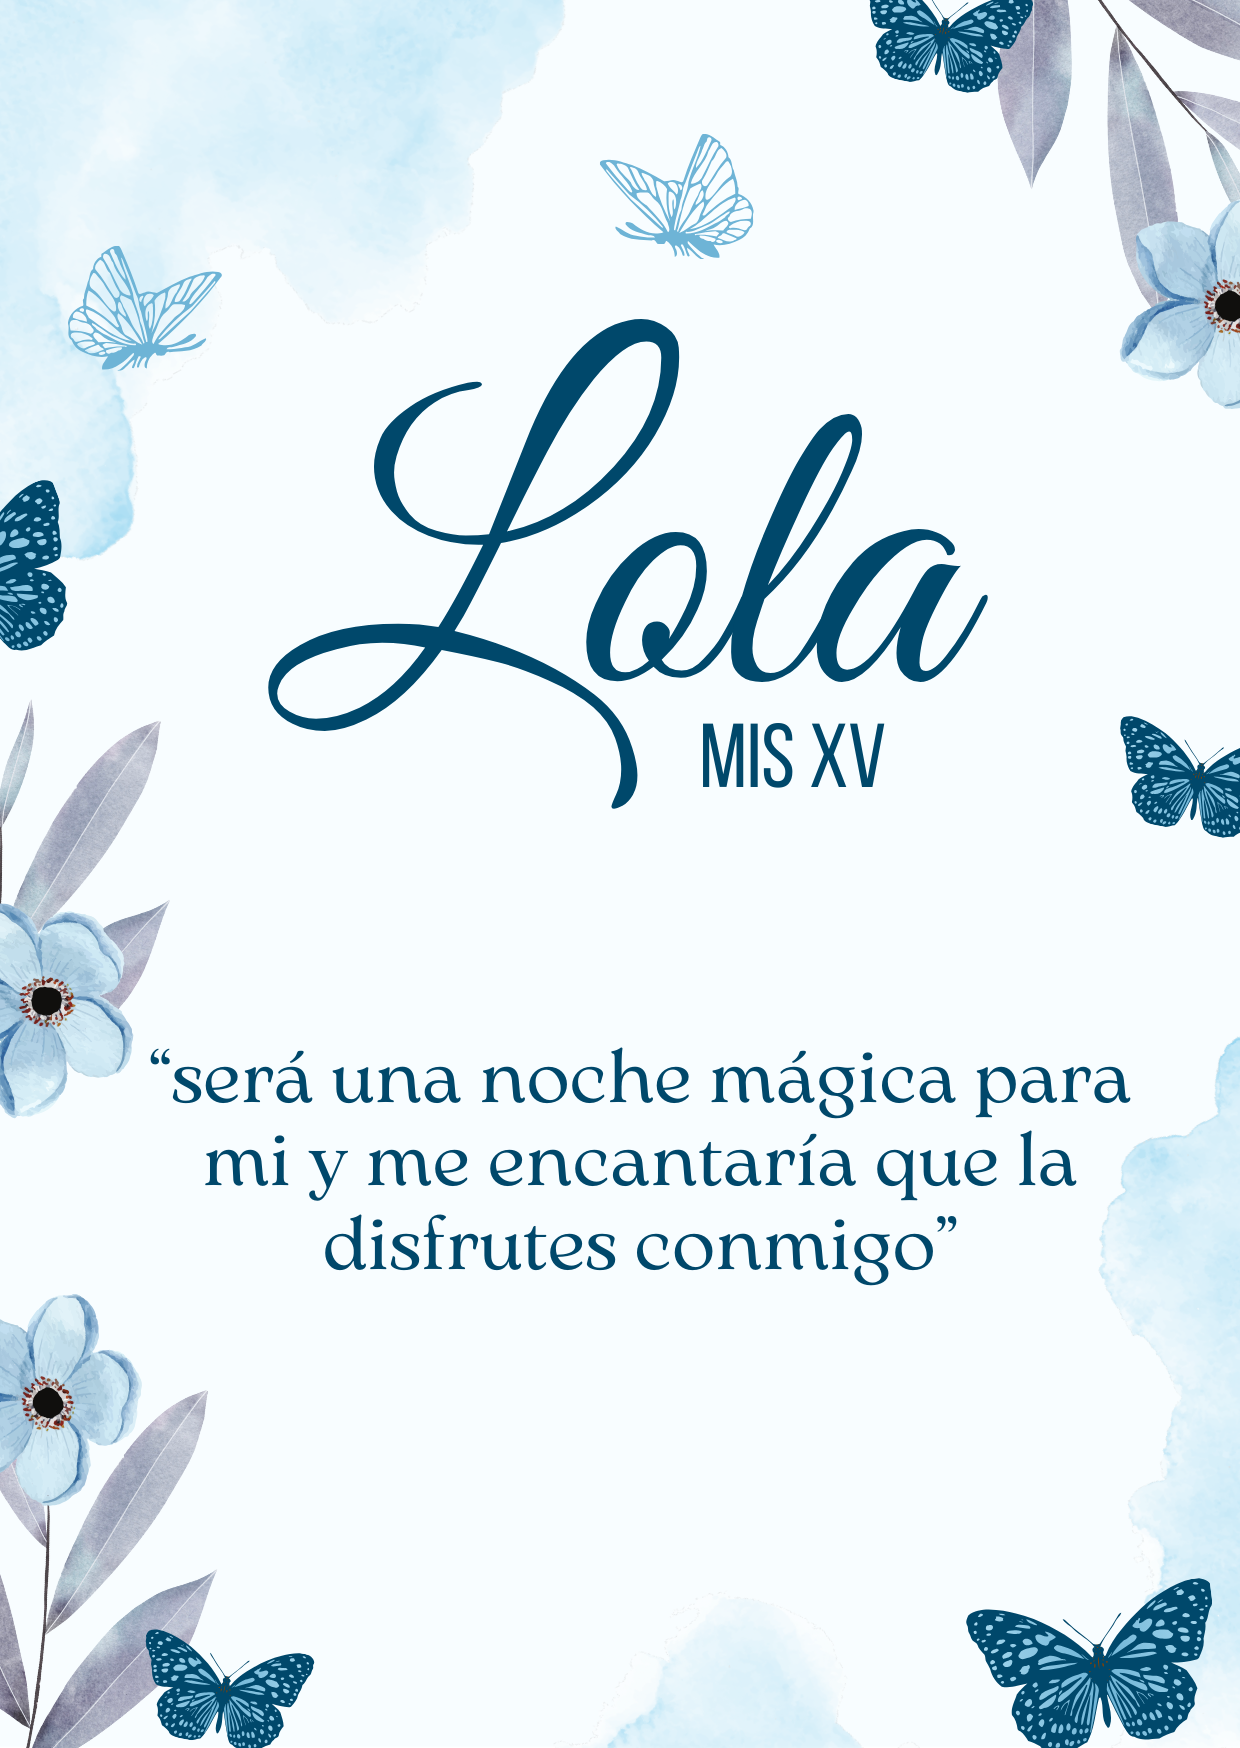 Lola
MIS XV
“será una noche mágica para
mi y me encantaría que la
disfrutes conmigo”